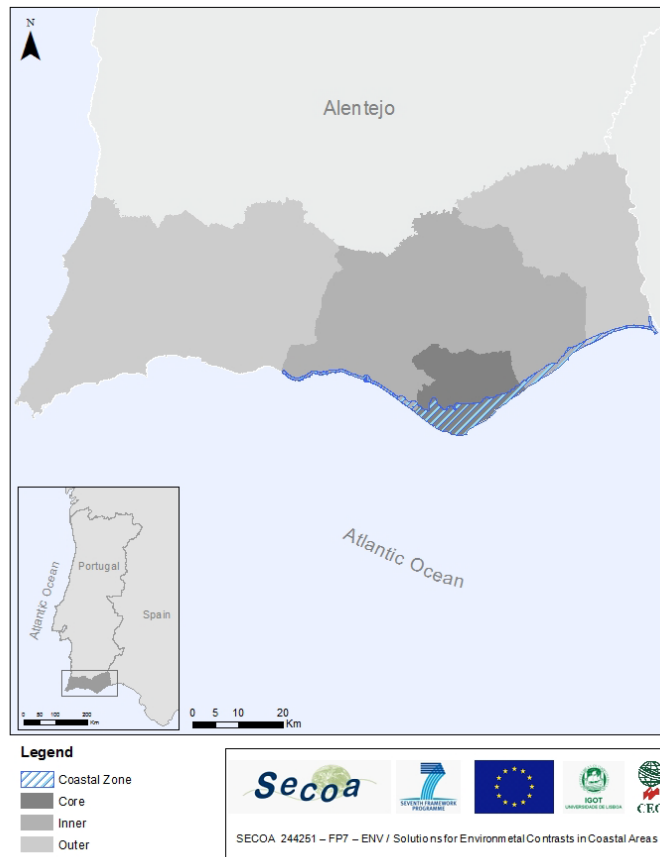 N
Alentejo
Atlantic Ocean
Portugal
Spain
Atlantic Ocean
0 50 100 200
Km
0 5 10 20
Km
Legend
Coastal Zone
Core
Inner
Outer
Secoa
SEVENTH FRAMEWORK
PROGRAMME
IGOT
UNIVERSIDADE DE LISBOA
SECOA 244251 – FP7 – ENV / Solutions for Environmetal Contrasts in Coastal Areas